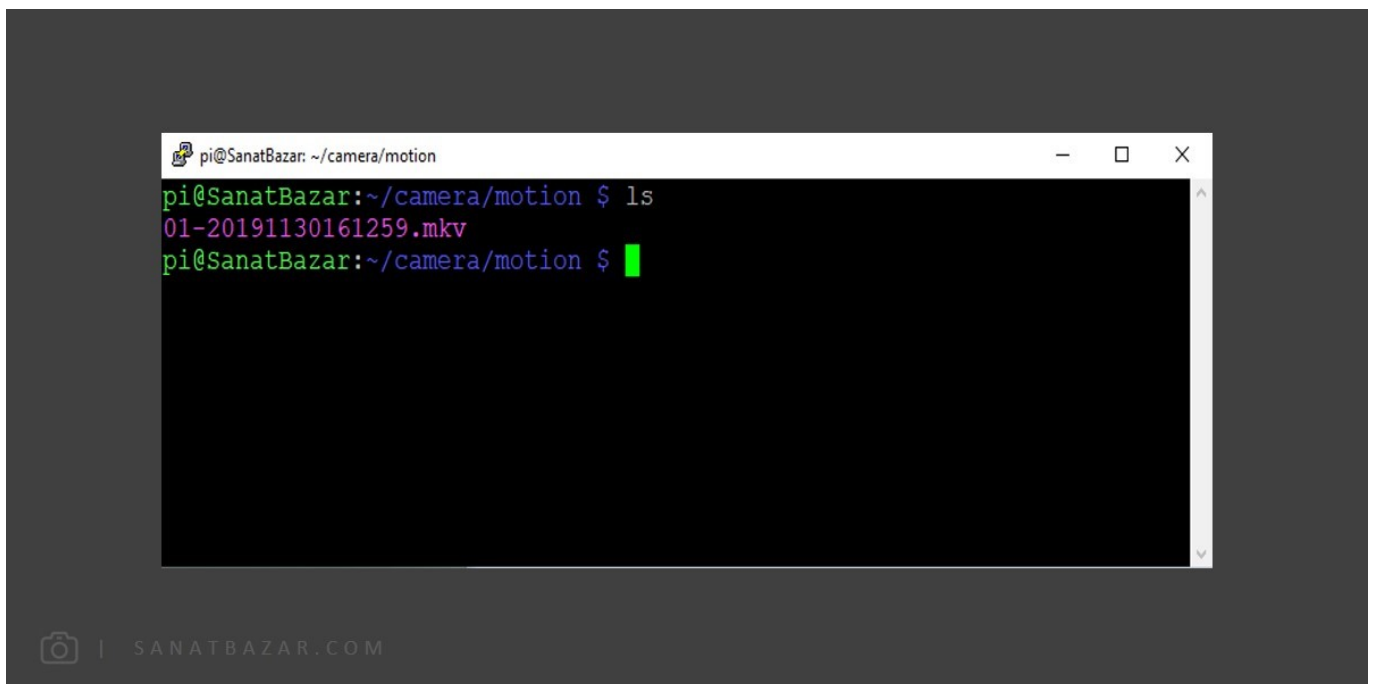 pi@SanatBazar: ~/camera/motion
pi@SanatBazar:~/camera/motion $ ls
01-20191130161259.mkv
pi@SanatBazar:~/camera/motion $
| SANATBAZAR.COM